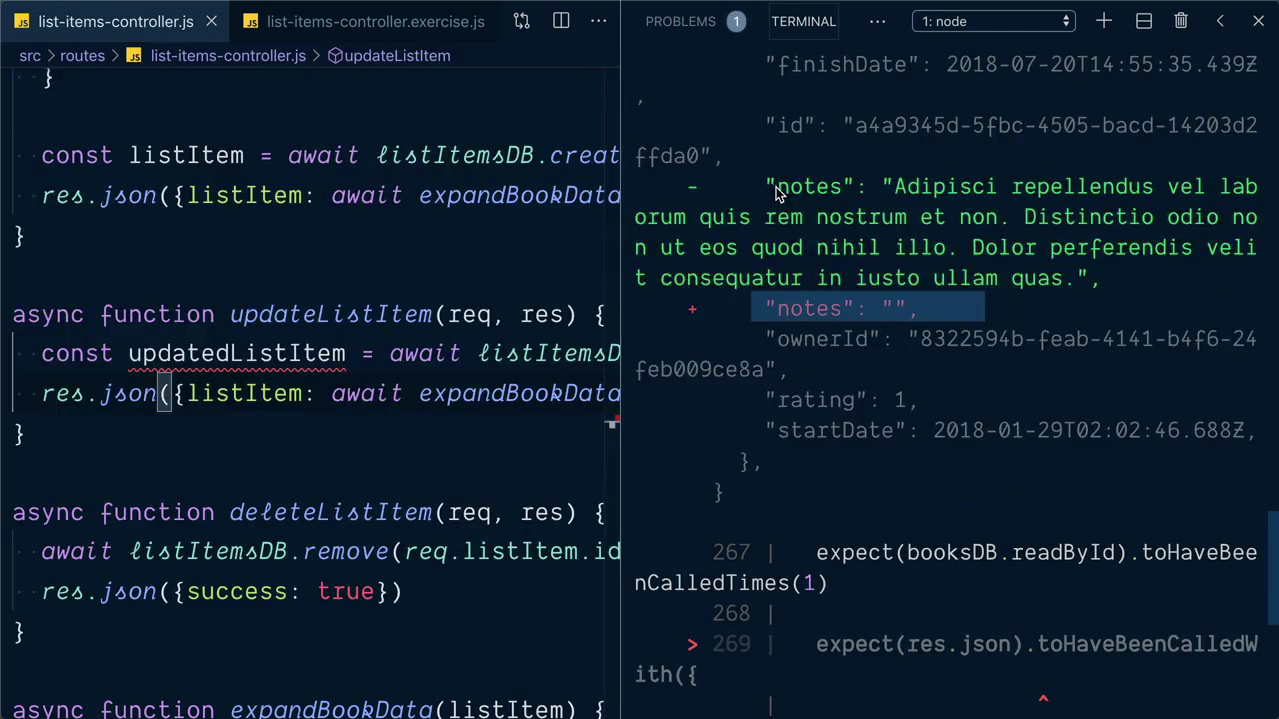 list-items-controller.js
list-items-controller.exercise.js
src › routes › list-items-controller.js › updateListItem
}
const listItem = await listItemsDB.creat
res.json({listItem: await expandBookData
}
async function updateListItem(req, res) {
const updatedListItem = await listItemsD
res.json({listItem: await expandBookData
}
async function deleteListItem(req, res) {
await listItemsDB.remove(req.listItem.id
res.json({success: true})
}
async function expandBookData(listItem) {
PROBLEMS 1 TERMINAL ··· 1: node
"finishDate": 2018-07-20T14:55:35.439Z
,
"id": "a4a9345d-5fbc-4505-bacd-14203d2
ffda0",
- "notes": "Adipisci repellendus vel lab
orum quis rem nostrum et non. Distinctio odio no
n ut eos quod nihil illo. Dolor perferendis veli
t consequatur in iusto ullam quas.",
+ "notes": "",
"ownerId": "8322594b-feab-4141-b4f6-24
feb009ce8a",
"rating": 1,
"startDate": 2018-01-29T02:02:46.688Z,
},
}
267 | expect(booksDB.readById).toHaveBee
nCalledTimes(1)
268 |
> 269 | expect(res.json).toHaveBeenCalledW
ith({
| ^